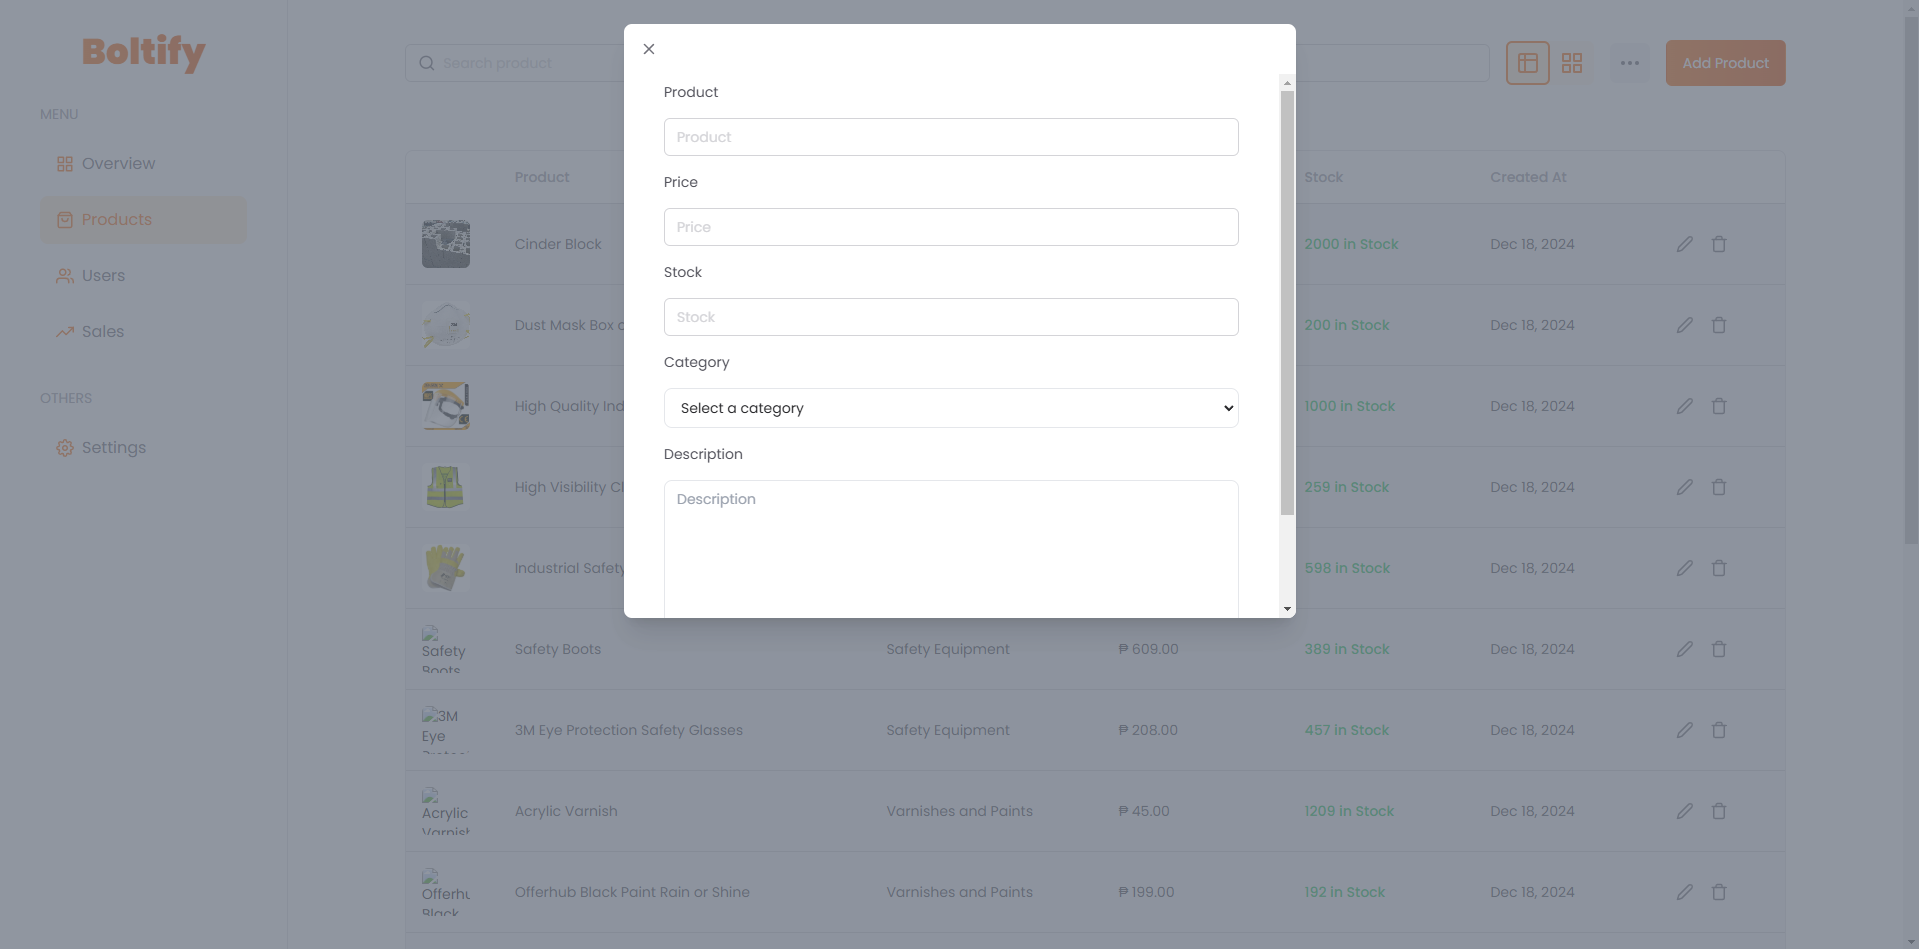 Boltify
MENU
Overview
Products
Users
Sales
OTHERS
Settings
Search product
Add Product
Product
Product
Price
Price
Stock
Stock
Category
Select a category
Description
Description
Product Stock Created At
Cinder Block 2000 in Stock Dec 18, 2024
Dust Mask Box 200 in Stock Dec 18, 2024
High Quality Ind 1000 in Stock Dec 18, 2024
High Visibility 259 in Stock Dec 18, 2024
Industrial Safety 598 in Stock Dec 18, 2024
Safety Boots Safety Boots Safety Equipment ₱ 609.00 389 in Stock Dec 18, 2024
3M Eye 3M Eye Protection Safety Glasses Safety Equipment ₱ 208.00 457 in Stock Dec 18, 2024
Acrylic Varnish Acrylic Varnish Varnishes and Paints ₱ 45.00 1209 in Stock Dec 18, 2024
Offerhu Black Offerhub Black Paint Rain or Shine Varnishes and Paints ₱ 199.00 192 in Stock Dec 18, 2024